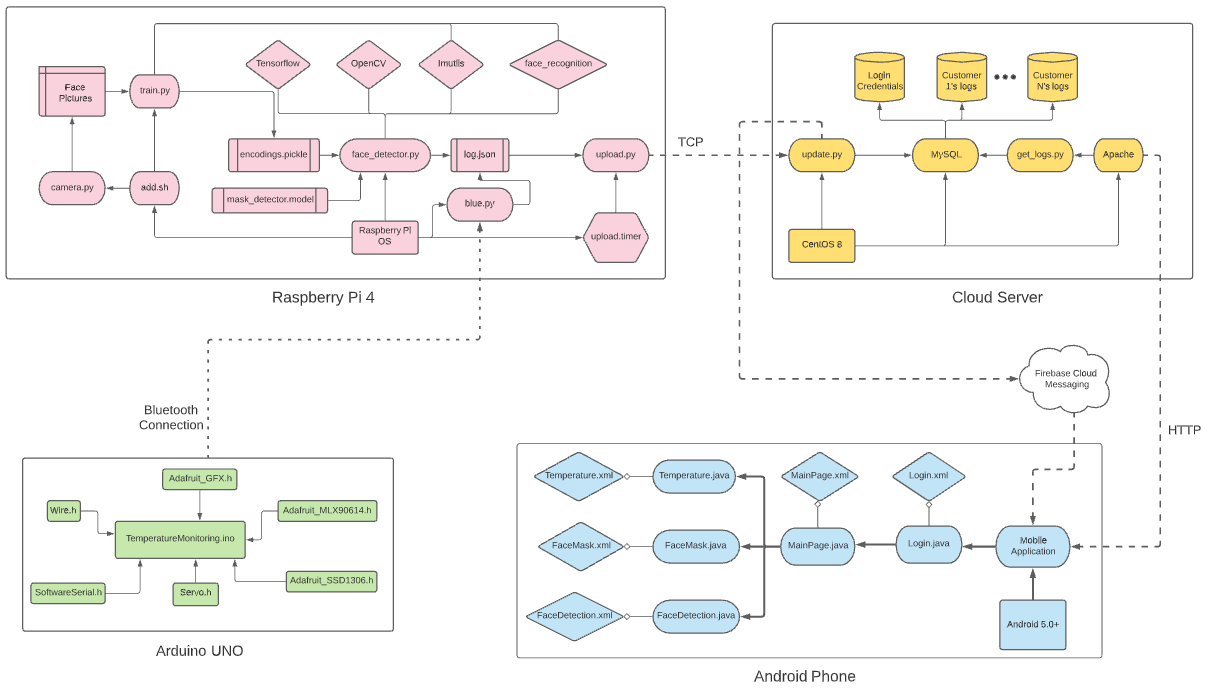 Tensorflow
OpenCV
Imutils
face_recognition
Face
Pictures
train.py
encodings.pickle
face_detector.py
log.json
upload.py
camera.py
add.sh
mask_detector.model
blue.py
Raspberry Pi
OS
upload.timer
Raspberry Pi 4
TCP
Login
Credentials
Customer
1's logs
Customer
N's logs
update.py
MySQL
get_logs.py
Apache
CentOS 8
Cloud Server
Firebase Cloud
Messaging
HTTP
Bluetooth
Connection
Adafruit_GFX.h
Wire.h
Adafruit_MLX90614.h
TemperatureMonitoring.ino
SoftwareSerial.h
Servo.h
Adafruit_SSD1306.h
Arduino UNO
Temperature.xml
Temperature.java
MainPage.xml
Login.xml
FaceMask.xml
FaceMask.java
MainPage.java
Login.java
Mobile
Application
FaceDetection.xml
FaceDetection.java
Android 5.0+
Android Phone